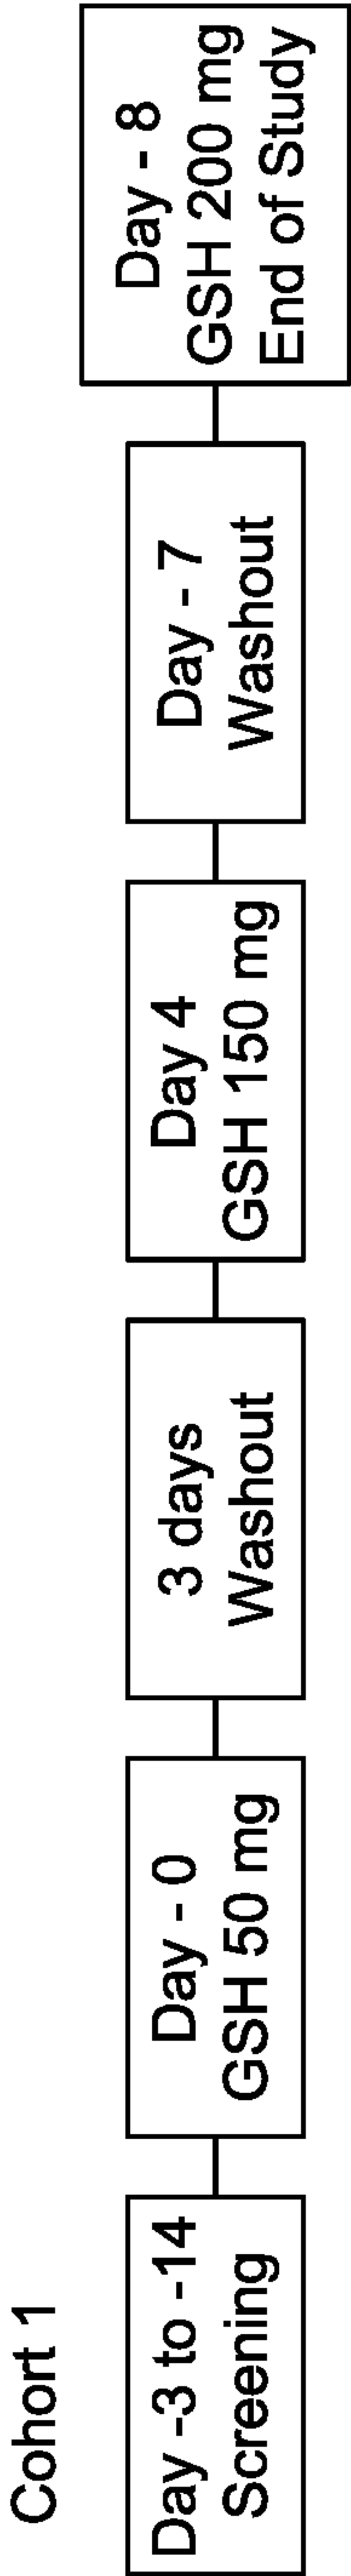 Cohort 1
Day -3 to -14
Screening
Day - 0
GSH 50 mg
3 days
Washout
Day 4
GSH 150 mg
Day - 7
Washout
Day - 8
GSH 200 mg
End of Study